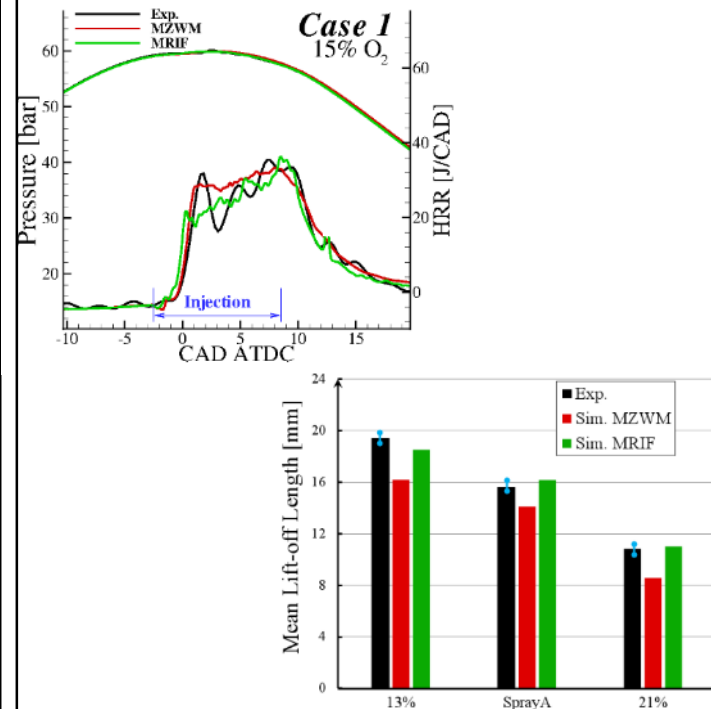 Exp.
MZWM
MRIF
Case 1
15% O₂
60
50
40
30
20
Pressure [bar]
60
40
20
0
HRR [J/CAD]
Injection
-10
-5
0
5
10
15
CAD ATDC
24
20
16
12
8
4
0
Mean Lift-off Length [mm]
Exp.
Sim. MZWM
Sim. MRIF
13%
SprayA
21%